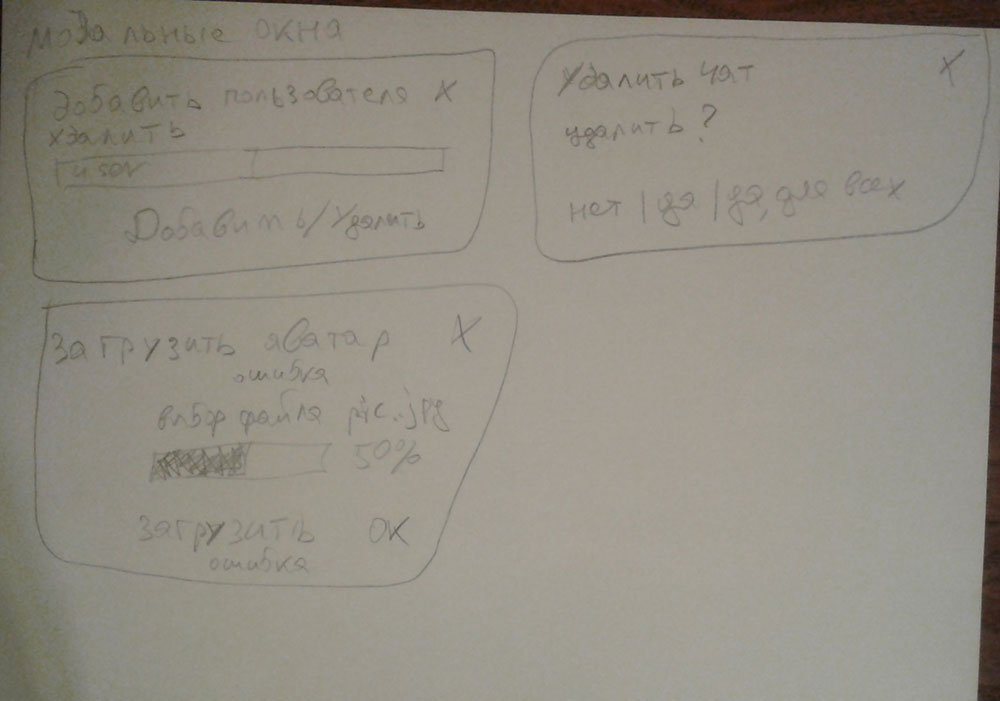 модальные окна
Добавить пользователя X
удалить
user
Добавить/удалить
Удалить чат X
удалить?
нет | да | да, для всех
загрузить аватар X
ошибка
выбор файла pic.jpg
50%
загрузить ОК
ошибка